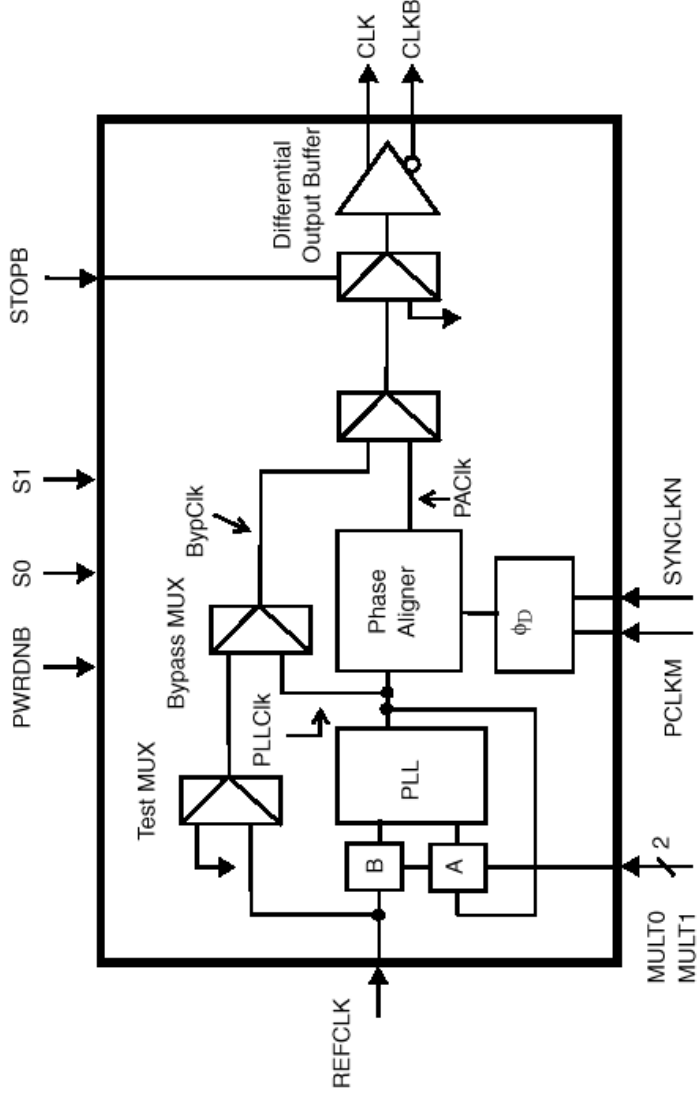 PWRDNB
S0
S1
STOPB
Test MUX
Bypass MUX
BypClk
Differential
Output Buffer
CLK
CLKB
PLLClk
REFCLK
B
A
PLL
Phase
Aligner
PAClk
ϕD
MULT0
MULT1
2
PCLKM
SYNCLKN